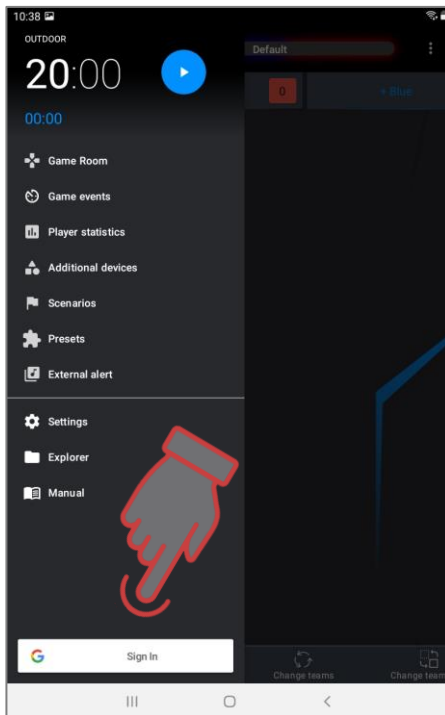 10:38
OUTDOOR
20:00
00:00
Default
0
+ Blue
Game Room
Game events
Player statistics
Additional devices
Scenarios
Presets
External alert
Settings
Explorer
Manual
G Sign In
Change teams
Change team